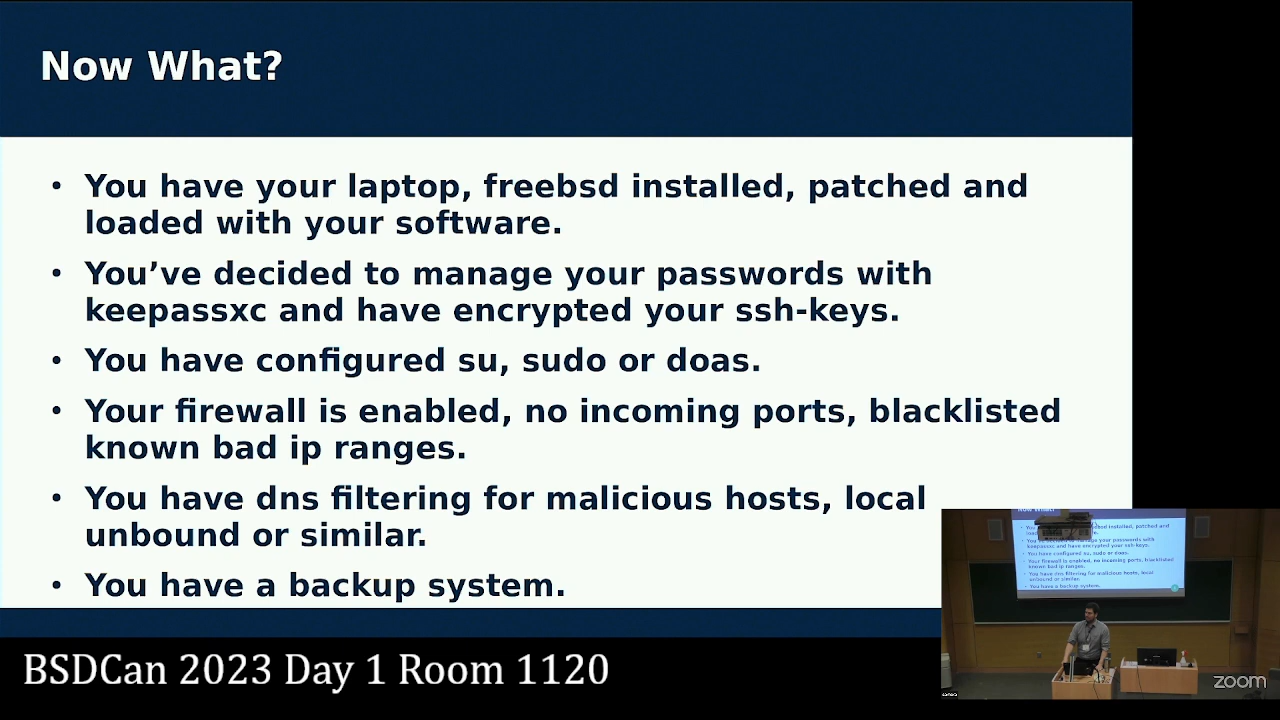 Now What?
• You have your laptop, freebsd installed, patched and
loaded with your software.
• You’ve decided to manage your passwords with
keepassxc and have encrypted your ssh-keys.
• You have configured su, sudo or doas.
• Your firewall is enabled, no incoming ports, blacklisted
known bad ip ranges.
• You have dns filtering for malicious hosts, local
unbound or similar.
• You have a backup system.
BSDCan 2023 Day 1 Room 1120
zoom